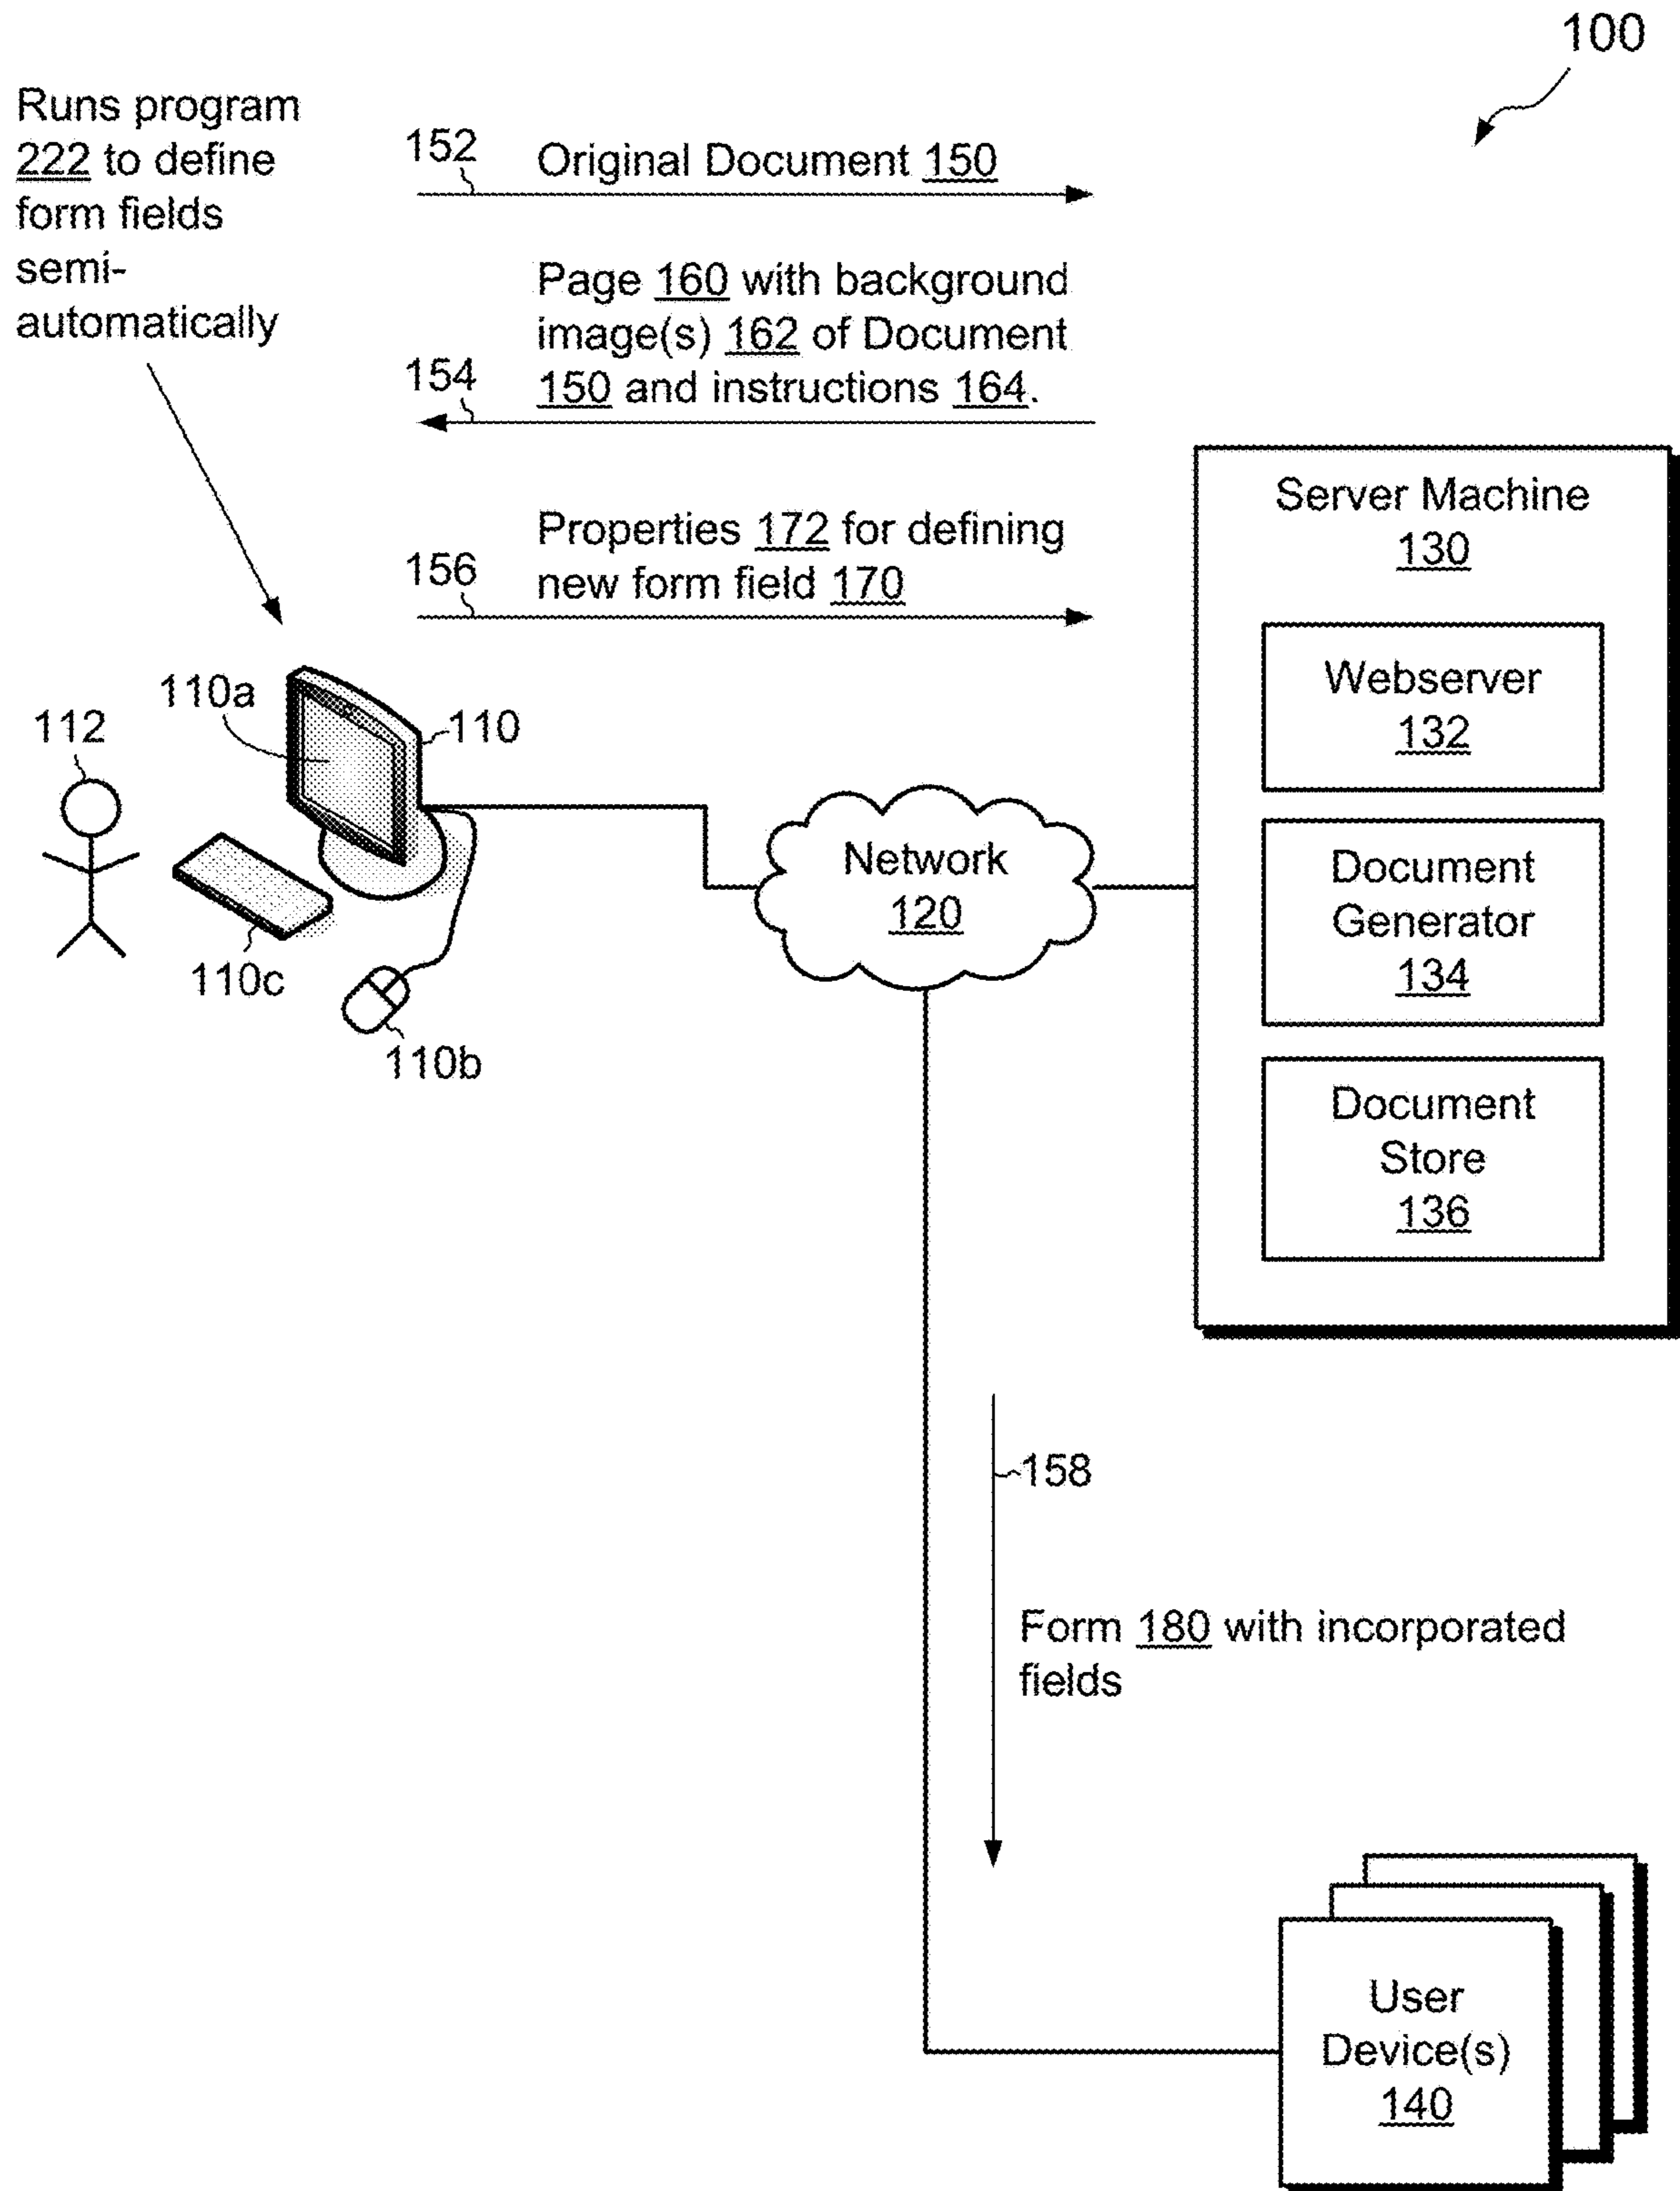 100
Runs program
222 to define
form fields
semi-
automatically
152
Original Document 150
Page 160 with background
image(s) 162 of Document
150 and instructions 164.
154
Properties 172 for defining
new form field 170
156
Server Machine
130
Webserver
132
Document
Generator
134
Document
Store
136
110a
110
112
110c
110b
Network
120
158
Form 180 with incorporated
fields
User
Device(s)
140